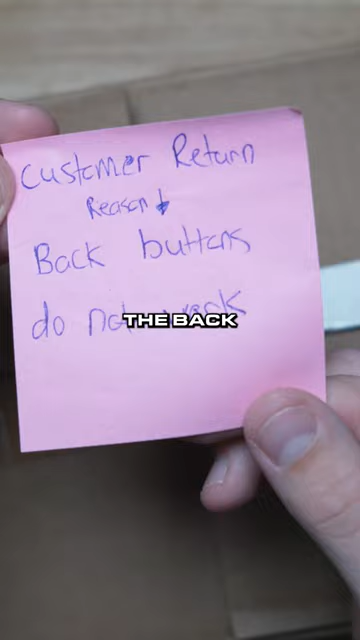 Customer Return
Reason ↓
Back buttons
do not work
THE BACK